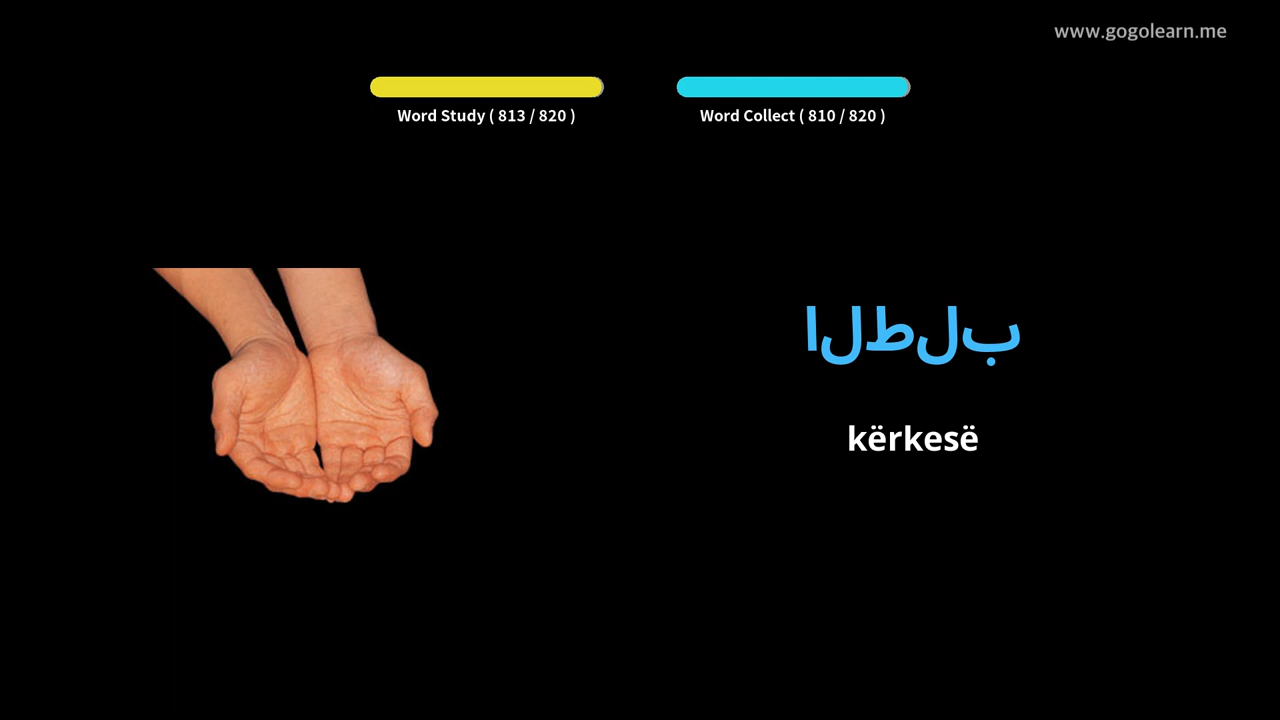 www.gogolearn.me
Word Study ( 813 / 820 )
Word Collect ( 810 / 820 )
الطلب
kërkesë